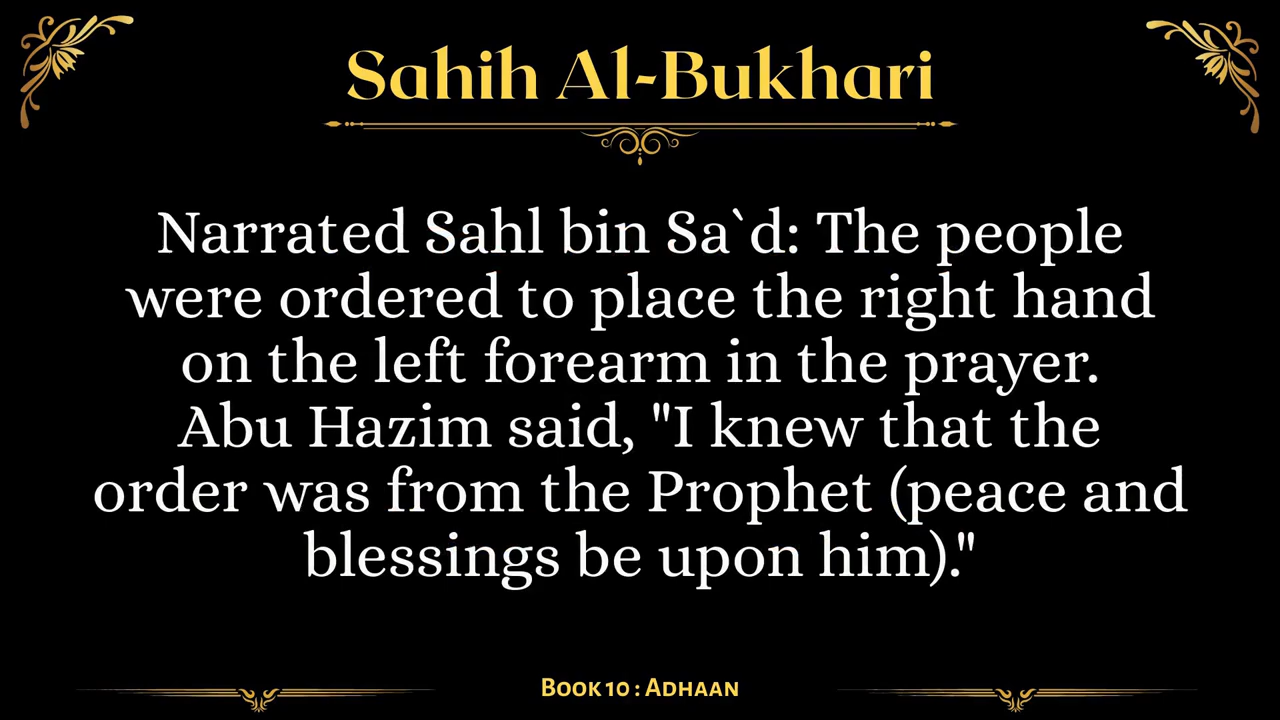 Sahih Al-Bukhari
Narrated Sahl bin Sa`d: The people
were ordered to place the right hand
on the left forearm in the prayer.
Abu Hazim said, "I knew that the
order was from the Prophet (peace and
blessings be upon him)."
Book 10 : Adhaan